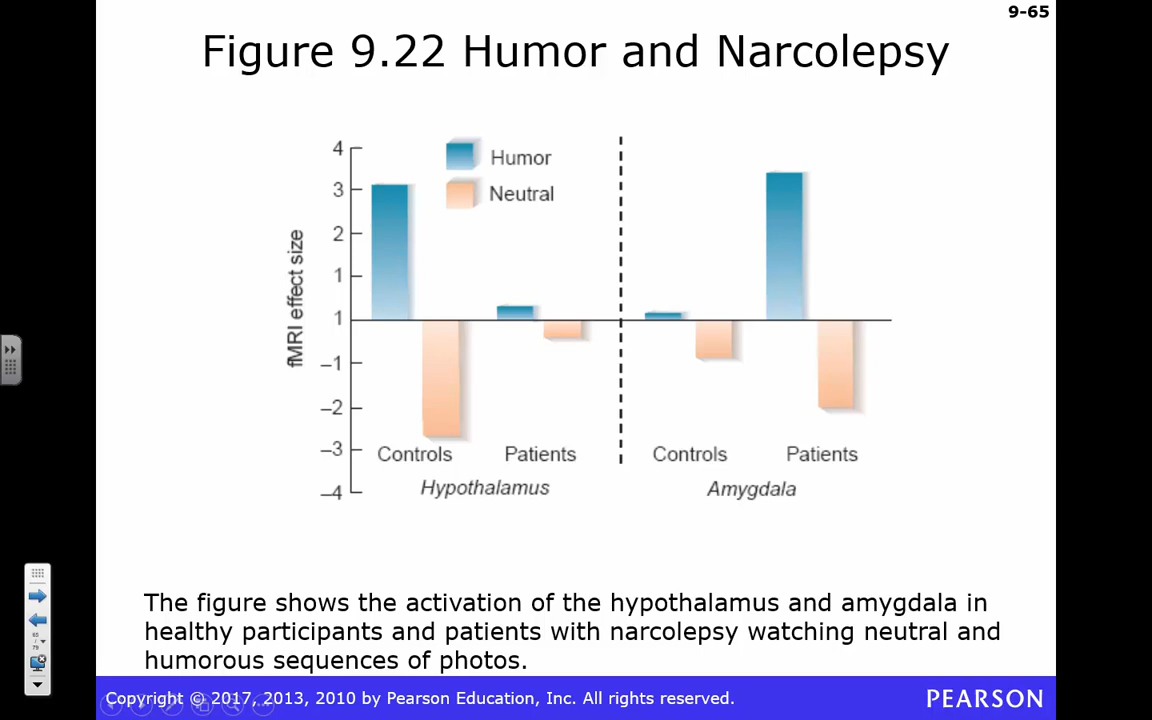 9-65
Figure 9.22 Humor and Narcolepsy
4
Humor
3
Neutral
2
1
1
–1
–2
–3
–4
fMRI effect size
Controls Patients Controls Patients
Hypothalamus Amygdala
The figure shows the activation of the hypothalamus and amygdala in
healthy participants and patients with narcolepsy watching neutral and
humorous sequences of photos.
Copyright © 2017, 2013, 2010 by Pearson Education, Inc. All rights reserved.
PEARSON
65
/
79